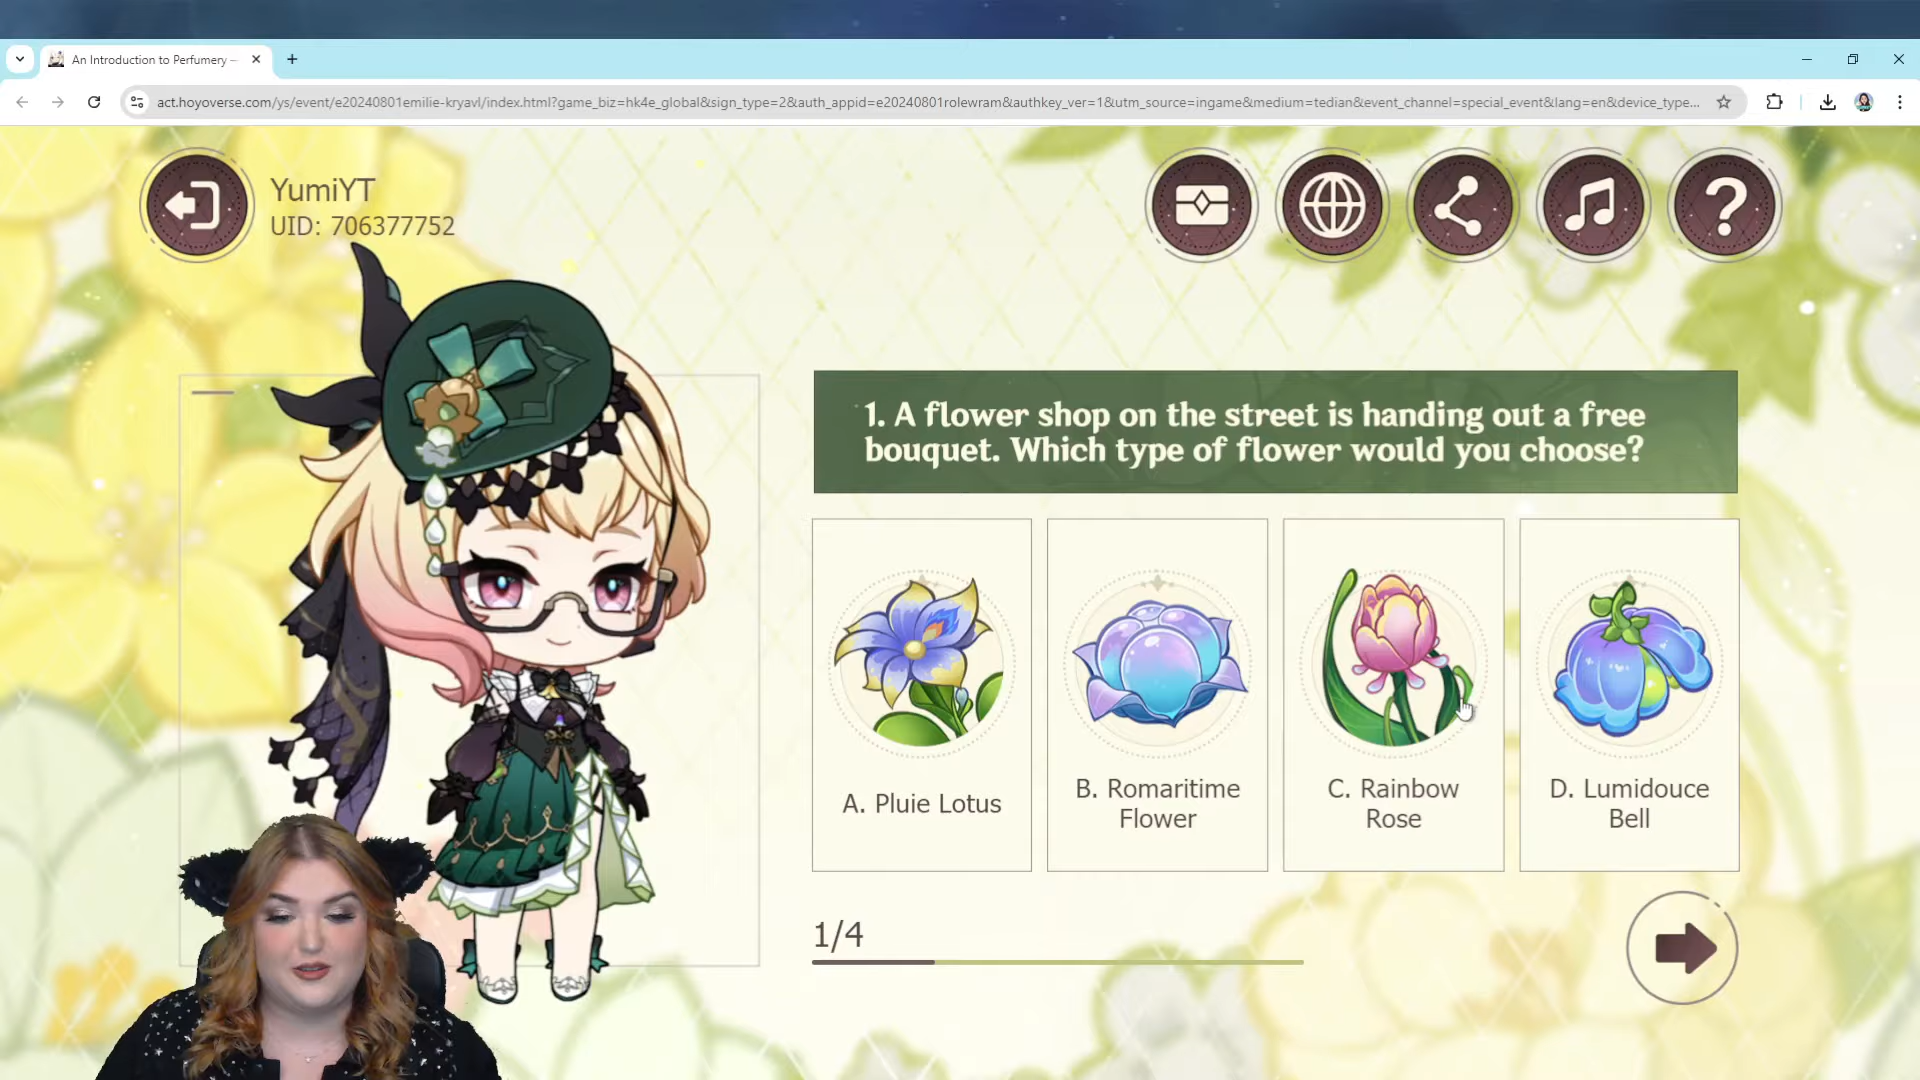 An Introduction to Perfumery –
act.hoyoverse.com/ys/event/e20240801emilie-kryavl/index.html?game_biz=hk4e_global&sign_type=2&auth_appid=e20240801rolewram&authkey_ver=1&utm_source=ingame&medium=tedian&event_channel=special_event&lang=en&device_type...
YumiYT
UID: 706377752
1. A flower shop on the street is handing out a free
bouquet. Which type of flower would you choose?
A. Pluie Lotus
B. Romaritime
Flower
C. Rainbow
Rose
D. Lumidouce
Bell
1/4